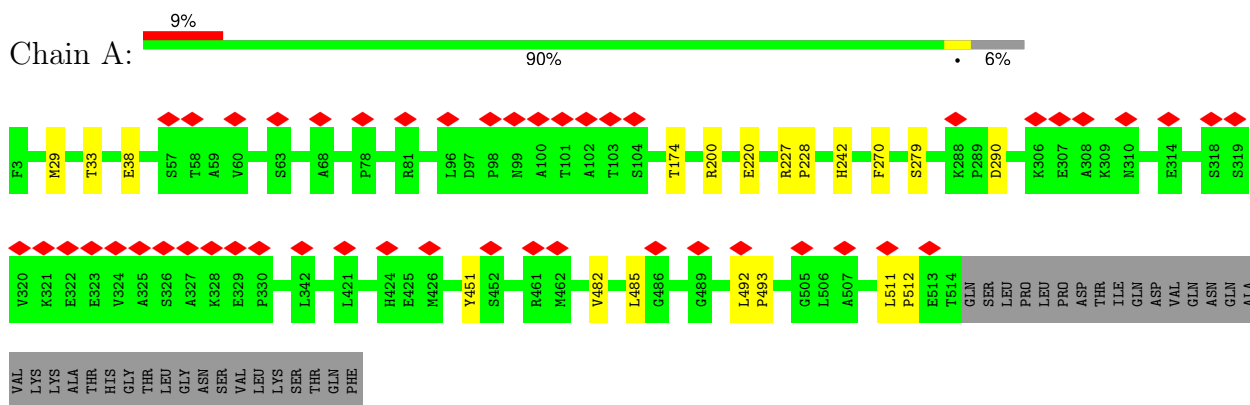 9%
Chain A:
90% • 6%
F3 M29 T33 E38 S57 T58 A59 V60 S63 A68 P78 R81 L96 D97 P98 N99 A100 T101 A102 T103 S104 T174 R200 E220 R227 P228 H242 F270 S279 K288 P289 D290 K306 E307 A308 K309 N310 E314 S318 S319
V320 K321 E322 E323 V324 A325 S326 A327 K328 E329 P330 L342 L421 H424 E425 M426 Y451 S452 R461 M462 V482 L485 G486 G489 L492 P493 G505 L506 A507 L511 P512 E513 T514 GLN SER LEU PRO LEU PRO ASP THR ILE GLN ASP VAL GLN ASN GLN ALA
VAL LYS LYS ALA THR HIS GLY THR LEU GLY ASN SER VAL LEU LYS SER THR GLN PHE